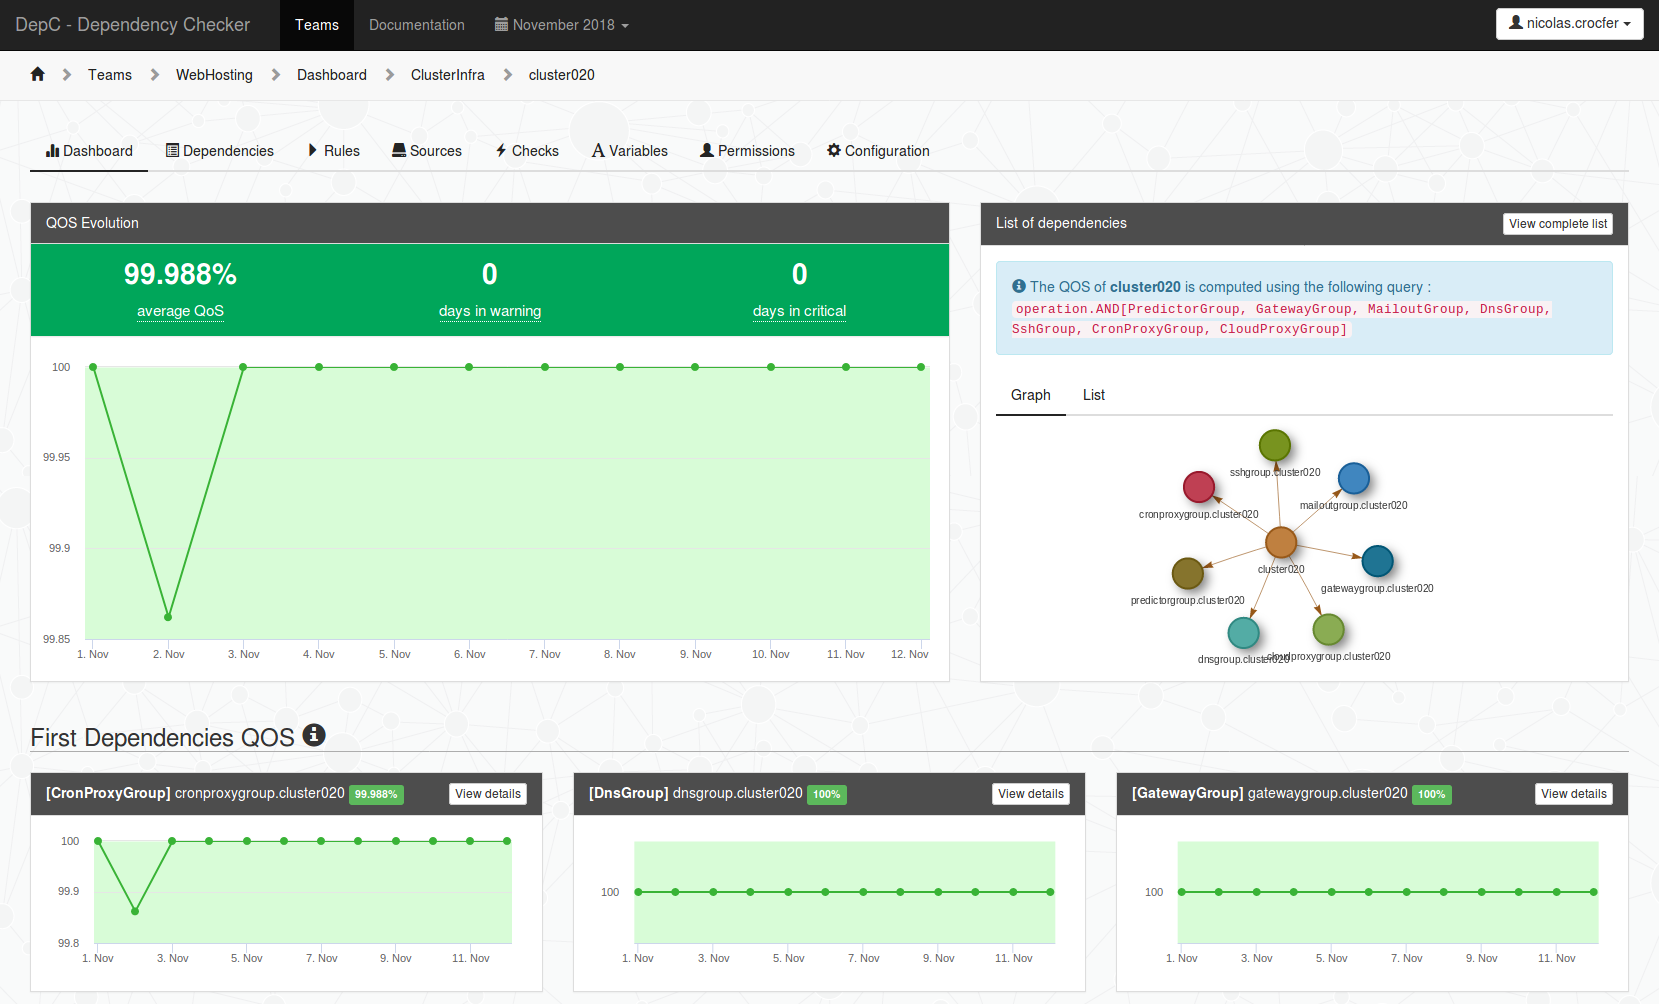 DepC - Dependency Checker Teams Documentation November 2018 nicolas.crocfer
Teams WebHosting Dashboard ClusterInfra cluster020
Dashboard Dependencies Rules Sources Checks Variables Permissions Configuration
QOS Evolution
99.988% 0 0
average QoS days in warning days in critical
100
99.95
99.9
99.85
1. Nov 2. Nov 3. Nov 4. Nov 5. Nov 6. Nov 7. Nov 8. Nov 9. Nov 10. Nov 11. Nov 12. Nov
List of dependencies View complete list
The QOS of cluster020 is computed using the following query :
operation.AND[PredictorGroup, GatewayGroup, MailoutGroup, DnsGroup,
SshGroup, CronProxyGroup, CloudProxyGroup]
Graph List
sshgroup.cluster020
mailoutgroup.cluster020
cronproxygroup.cluster020
cluster020
gatewaygroup.cluster020
predictorgroup.cluster020
dnsgroup.cluster020 cloudproxygroup.cluster020
First Dependencies QOS
[CronProxyGroup] cronproxygroup.cluster020 99.988% View details
100
99.9
99.8
1. Nov 3. Nov 5. Nov 7. Nov 9. Nov 11. Nov
[DnsGroup] dnsgroup.cluster020 100% View details
100
1. Nov 3. Nov 5. Nov 7. Nov 9. Nov 11. Nov
[GatewayGroup] gatewaygroup.cluster020 100% View details
100
1. Nov 3. Nov 5. Nov 7. Nov 9. Nov 11. Nov